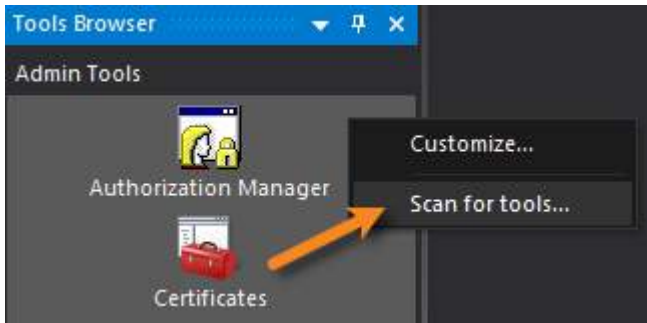 Tools Browser
Admin Tools
Authorization Manager
Certificates
Customize...
Scan for tools...